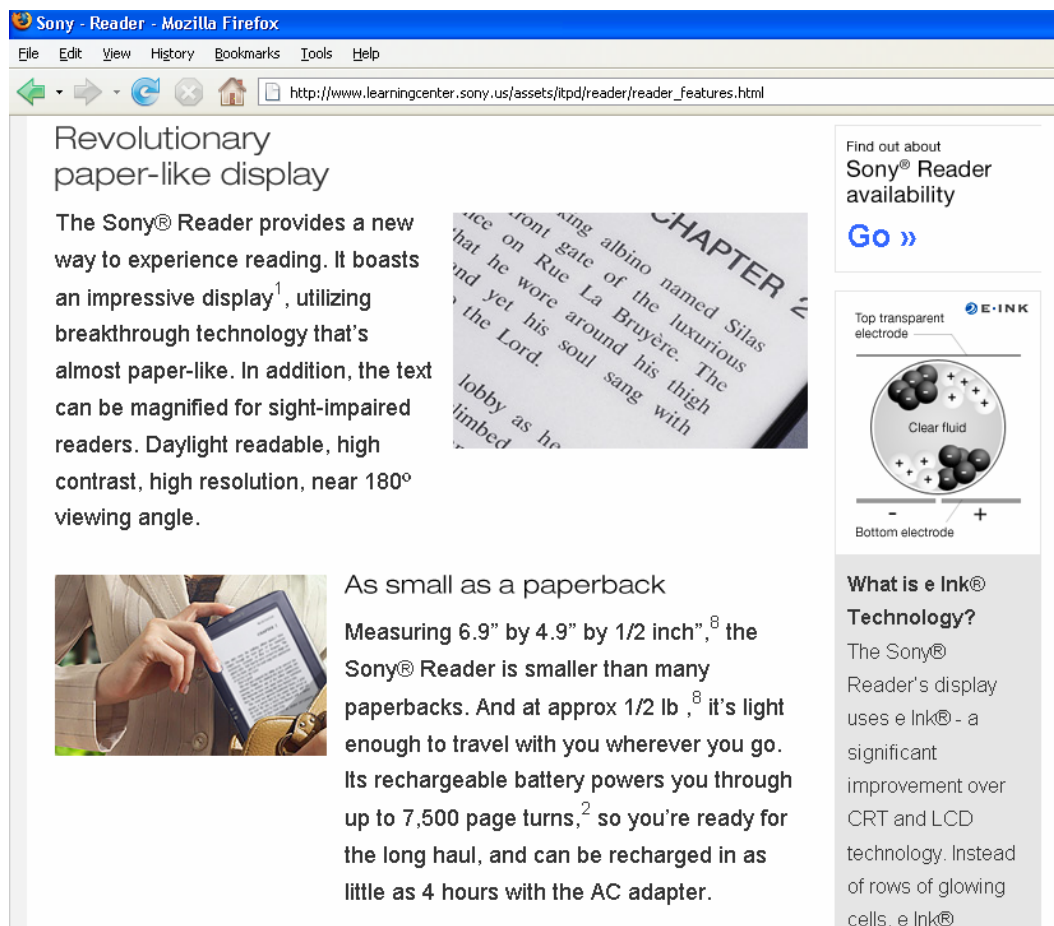 Sony - Reader - Mozilla Firefox
File Edit View History Bookmarks Tools Help
http://www.learningcenter.sony.us/assets/itpd/reader/reader_features.html
Revolutionary
paper-like display
The Sony® Reader provides a new
way to experience reading. It boasts
an impressive display1, utilizing
breakthrough technology that's
almost paper-like. In addition, the text
can be magnified for sight-impaired
readers. Daylight readable, high
contrast, high resolution, near 180º
viewing angle.
CHAPTER 2
king albino named Silas
front gate of the luxurious
nce on Rue La Bruyère. The
that he wore around his thigh
and yet his soul sang with
the Lord.
lobby as he
limbed
As small as a paperback
Measuring 6.9” by 4.9” by 1/2 inch”,8 the
Sony® Reader is smaller than many
paperbacks. And at approx 1/2 lb ,8 it's light
enough to travel with you wherever you go.
Its rechargeable battery powers you through
up to 7,500 page turns,2 so you're ready for
the long haul, and can be recharged in as
little as 4 hours with the AC adapter.
Find out about
Sony® Reader
availability
Go »
E·INK
Top transparent
electrode
Clear fluid
- +
Bottom electrode
What is e Ink®
Technology?
The Sony®
Reader's display
uses e Ink® - a
significant
improvement over
CRT and LCD
technology. Instead
of rows of glowing
cells, e Ink®